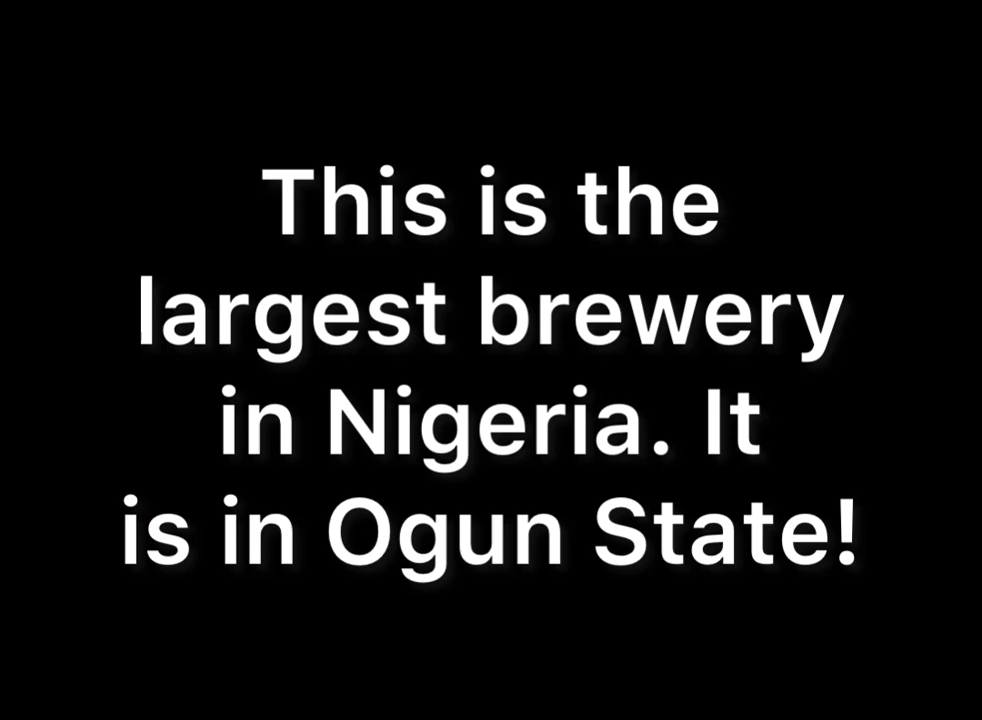 This is the
largest brewery
in Nigeria. It
is in Ogun State!